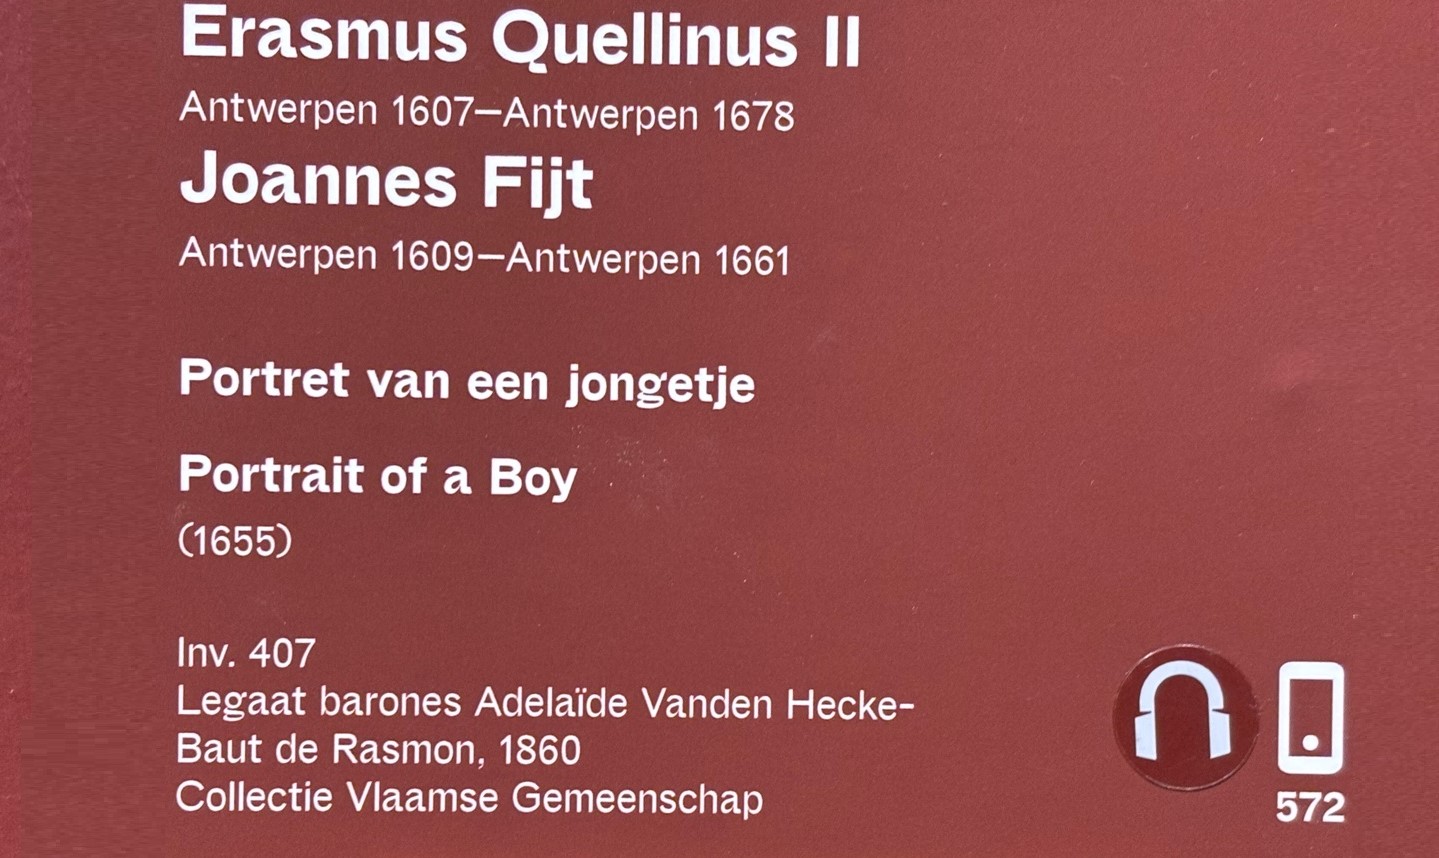 Erasmus Quellinus II
Antwerpen 1607–Antwerpen 1678
Joannes Fijt
Antwerpen 1609–Antwerpen 1661
Portret van een jongetje
Portrait of a Boy
(1655)
Inv. 407
Legaat barones Adelaïde Vanden Hecke-
Baut de Rasmon, 1860
Collectie Vlaamse Gemeenschap
572